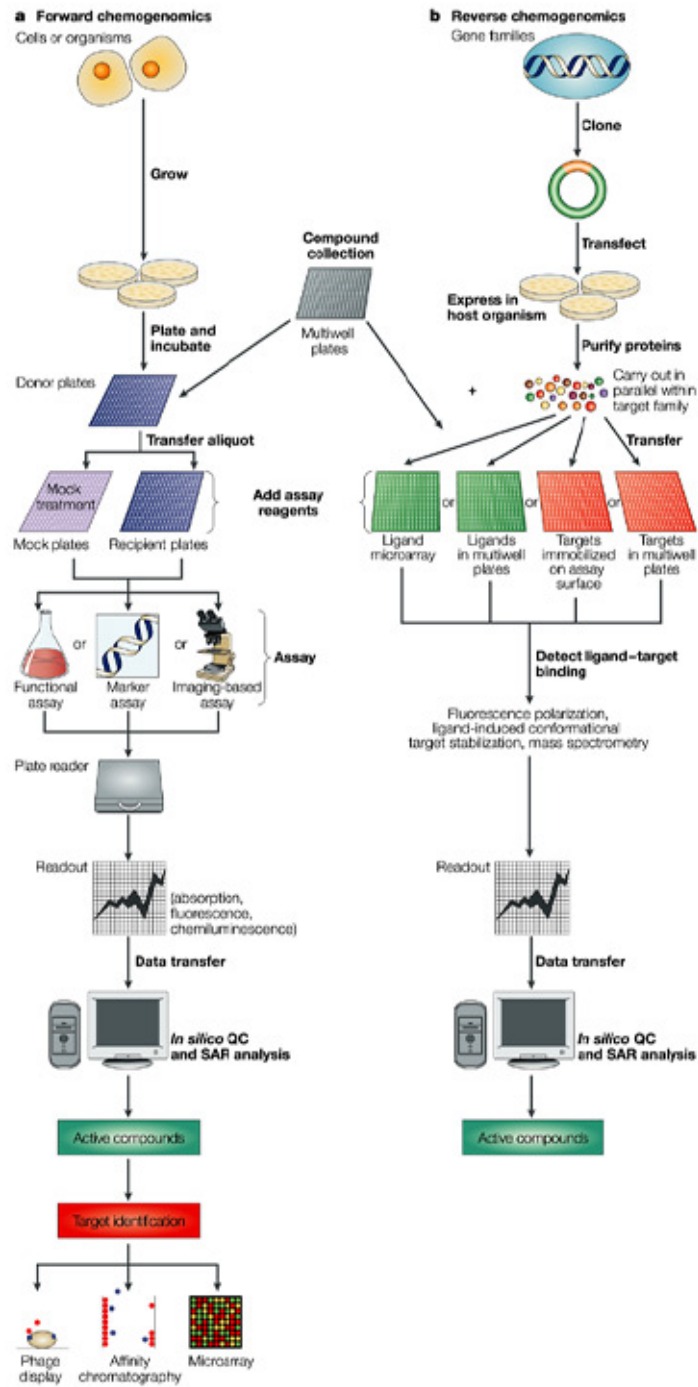 a Forward chemogenomics
Cells or organisms
Grow
Plate and
incubate
Donor plates
Transfer aliquot
Mock
treatment
Mock plates
Recipient plates
or
or
Functional
assay
Marker
assay
Imaging-based
assay
Assay
Plate reader
Readout
(absorption,
fluorescence,
chemiluminescence)
Data transfer
In silico QC
and SAR analysis
Active compounds
Target identification
Phage
display
Affinity
chromatography
Microarray
Compound
collection
Multiwell
plates
Add assay
reagents
b Reverse chemogenomics
Gene families
Clone
Transfect
Express in
host organism
Purify proteins
+
Carry out in
parallel within
target family
Transfer
or
or
or
Ligand
microarray
Ligands
in multiwell
plates
Targets
immobilized
on assay
surface
Targets
in multiwell
plates
Detect ligand–target
binding
Fluorescence polarization,
ligand-induced conformational
target stabilization, mass spectrometry
Readout
Data transfer
In silico QC
and SAR analysis
Active compounds